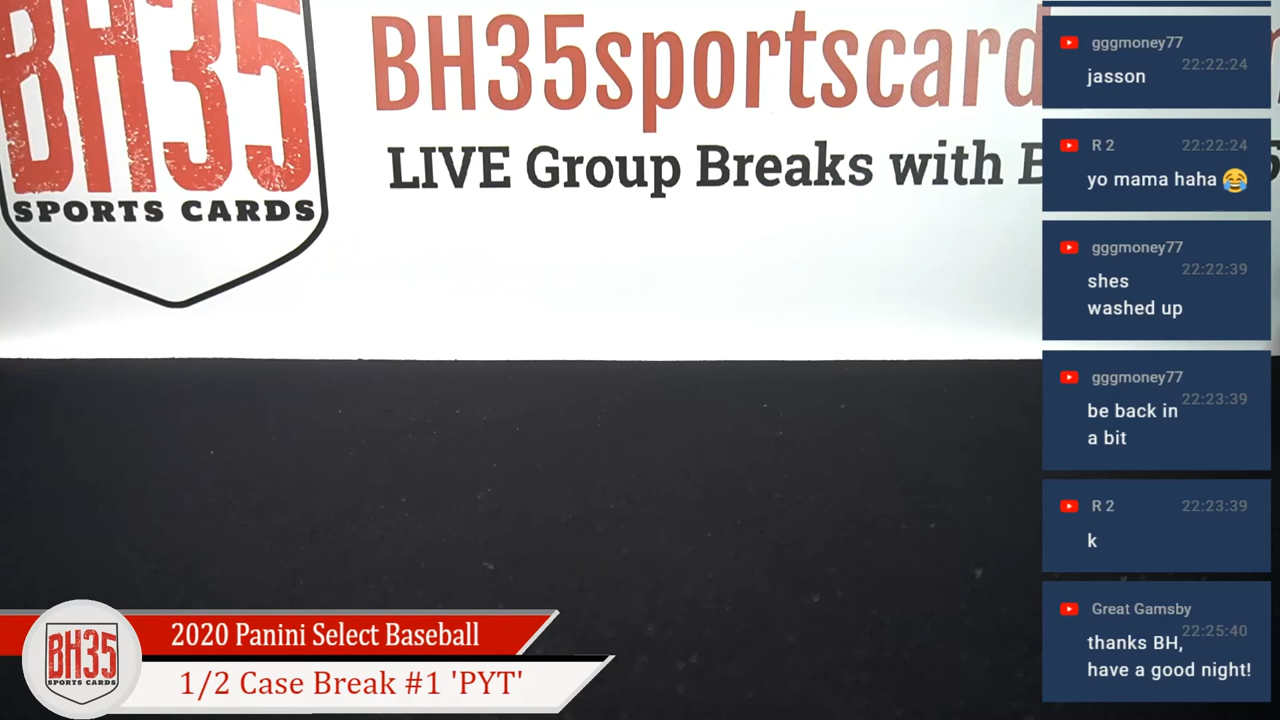 BH35
SPORTS CARDS
BH35sportscard
LIVE Group Breaks with B
gggmoney77
22:22:24
jasson
R 2
22:22:24
yo mama haha 😂
gggmoney77
22:22:39
shes
washed up
gggmoney77
22:23:39
be back in
a bit
R 2
22:23:39
k
Great Gamsby
22:25:40
thanks BH,
have a good night!
BH35
SPORTS CARDS
2020 Panini Select Baseball
1/2 Case Break #1 'PYT'